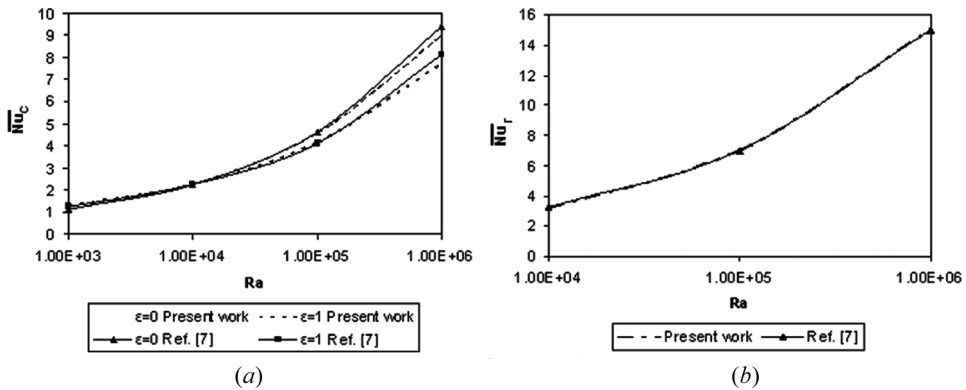 10
9
8
7
6
5
4
3
2
1
0
N̅u̅c
1.00E+03 1.00E+04 1.00E+05 1.00E+06
Ra
ε=0 Present work ε=1 Present work
ε=0 Ref. [7] ε=1 Ref. [7]
(a)
16
14
12
10
8
6
4
2
0
N̅u̅r
1.00E+04 1.00E+05 1.00E+06
Ra
Present work Ref. [7]
(b)